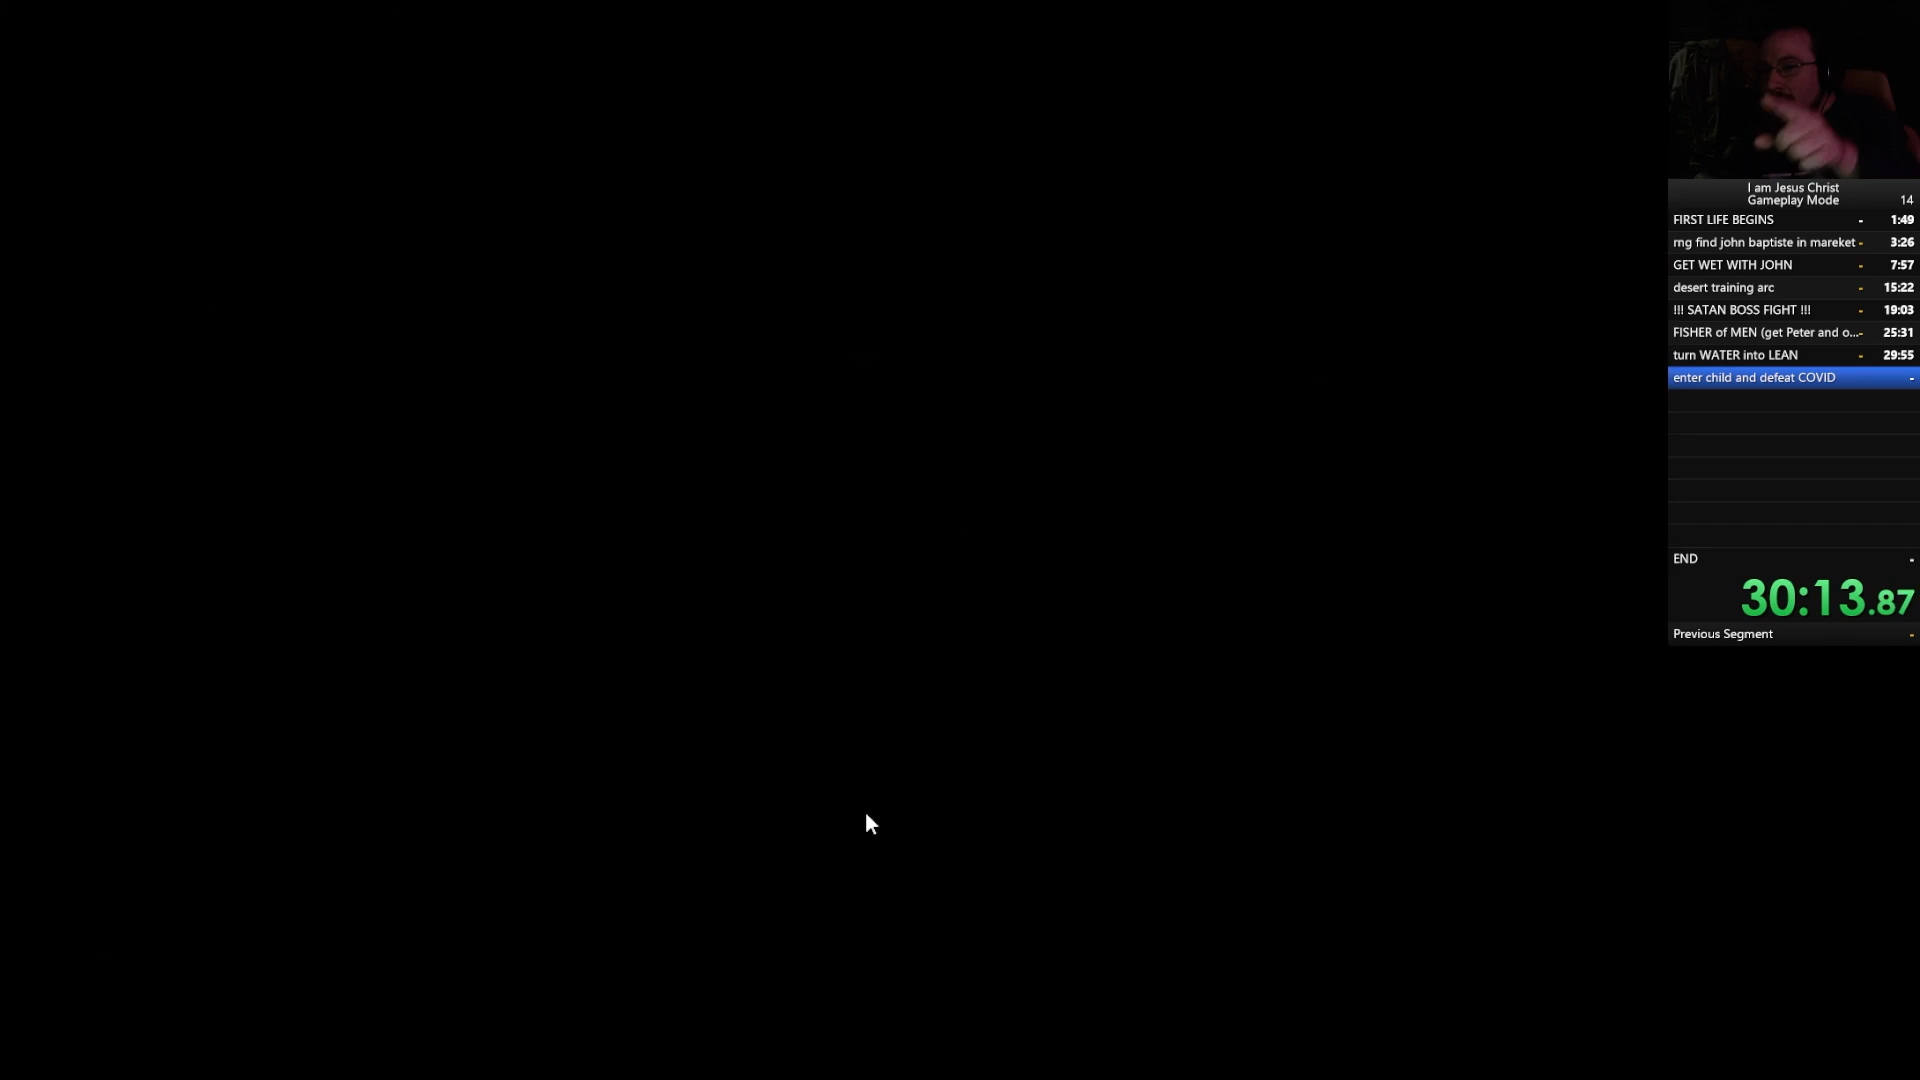 I am Jesus Christ
Gameplay Mode 14
FIRST LIFE BEGINS - 1:49
rng find john baptiste in mareket - 3:26
GET WET WITH JOHN - 7:57
desert training arc - 15:22
!!! SATAN BOSS FIGHT !!! - 19:03
FISHER of MEN (get Peter and o... - 25:31
turn WATER into LEAN - 29:55
enter child and defeat COVID -
END -
30:13.87
Previous Segment -